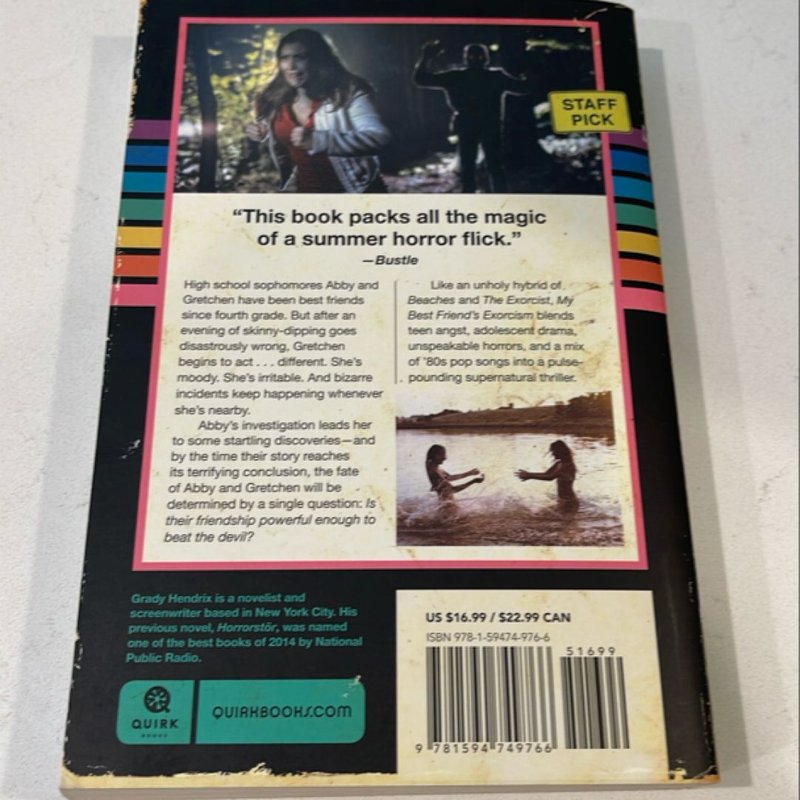 STAFF
PICK
“This book packs all the magic
of a summer horror flick.”
—Bustle
High school sophomores Abby and
Gretchen have been best friends
since fourth grade. But after an
evening of skinny-dipping goes
disastrously wrong, Gretchen
begins to act . . . different. She’s
moody. She’s irritable. And bizarre
incidents keep happening whenever
she’s nearby.
Abby’s investigation leads her
to some startling discoveries—and
by the time their story reaches
its terrifying conclusion, the fate
of Abby and Gretchen will be
determined by a single question: Is
their friendship powerful enough to
beat the devil?
Like an unholy hybrid of
Beaches and The Exorcist, My
Best Friend’s Exorcism blends
teen angst, adolescent drama,
unspeakable horrors, and a mix
of ’80s pop songs into a pulse-
pounding supernatural thriller.
Grady Hendrix is a novelist and
screenwriter based in New York City. His
previous novel, Horrorstör, was named
one of the best books of 2014 by National
Public Radio.
QUIRK
BOOKS
QUIRKBOOKS.COM
US $16.99 / $22.99 CAN
ISBN 978-1-59474-976-6
51699
9 781594 749766